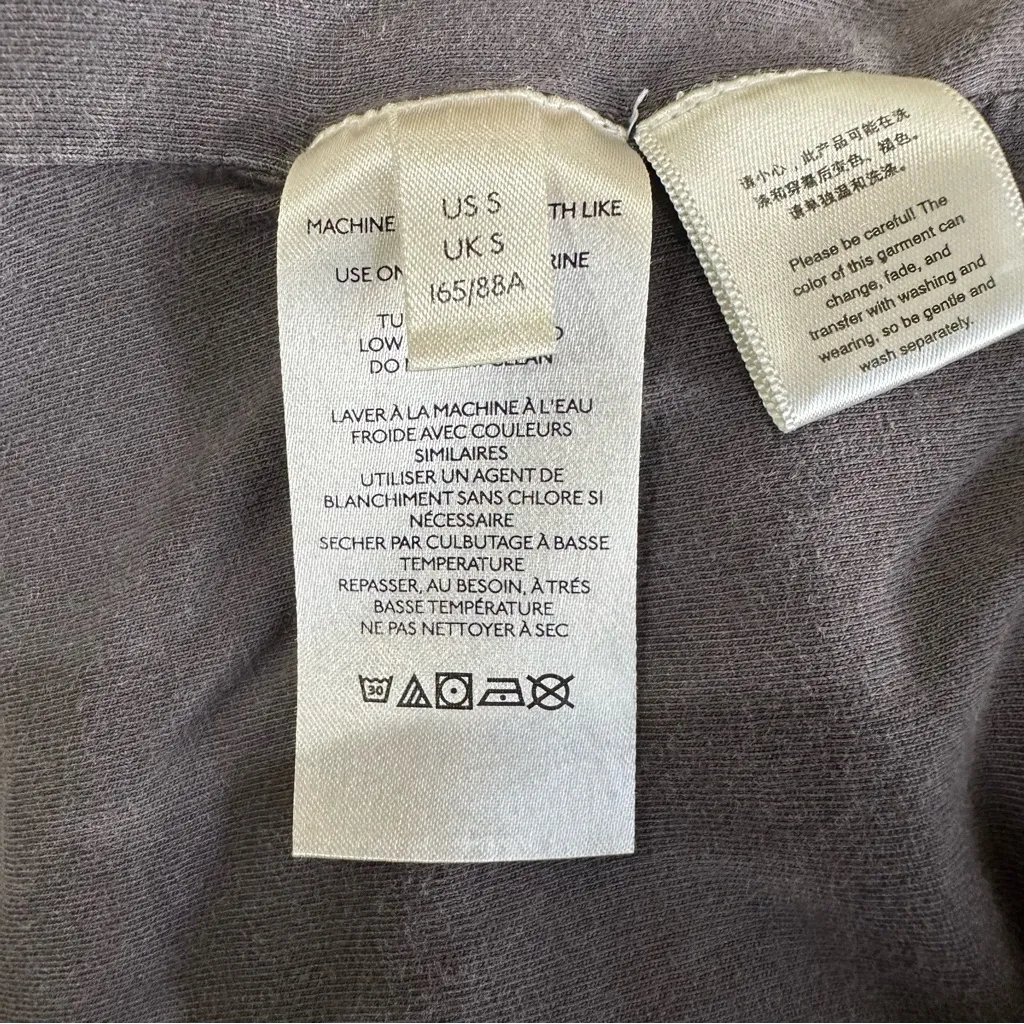 US S
UK S
165/88A
MACHINE TH LIKE
USE ON RINE
TU
LOW
DO CLEAN
LAVER À LA MACHINE À L'EAU
FROIDE AVEC COULEURS
SIMILAIRES
UTILISER UN AGENT DE
BLANCHIMENT SANS CHLORE SI
NÉCESSAIRE
SECHER PAR CULBUTAGE À BASSE
TEMPERATURE
REPASSER, AU BESOIN, À TRÉS
BASSE TEMPÉRATURE
NE PAS NETTOYER À SEC
30
请小心，此产品可能在洗
涤和穿着后变色、褪色。
请单独温和洗涤。
Please be careful! The
color of this garment can
change, fade, and
transfer with washing and
wearing, so be gentle and
wash separately.